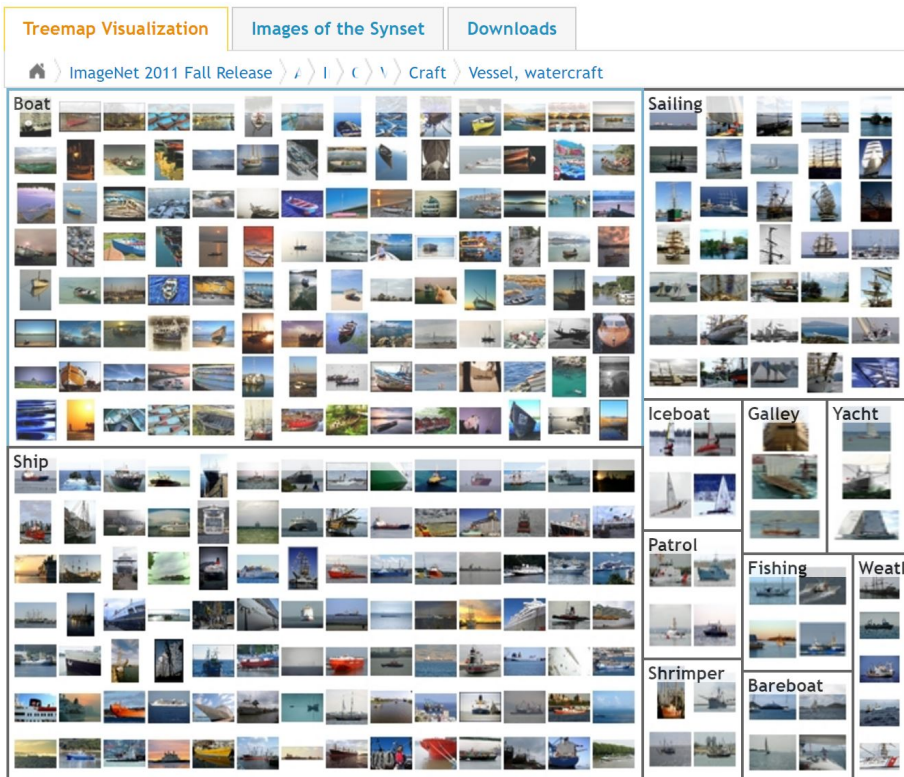 Treemap Visualization Images of the Synset Downloads
ImageNet 2011 Fall Release Craft Vessel, watercraft
Boat
Sailing
Iceboat
Galley
Yacht
Ship
Patrol
Fishing
Weath
Shrimper
Bareboat